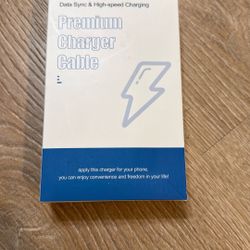 Data Sync & High-speed Charging
Premium
Charger
Cable
apply this charger for your phone,
you can enjoy convenience and freedom in your life!